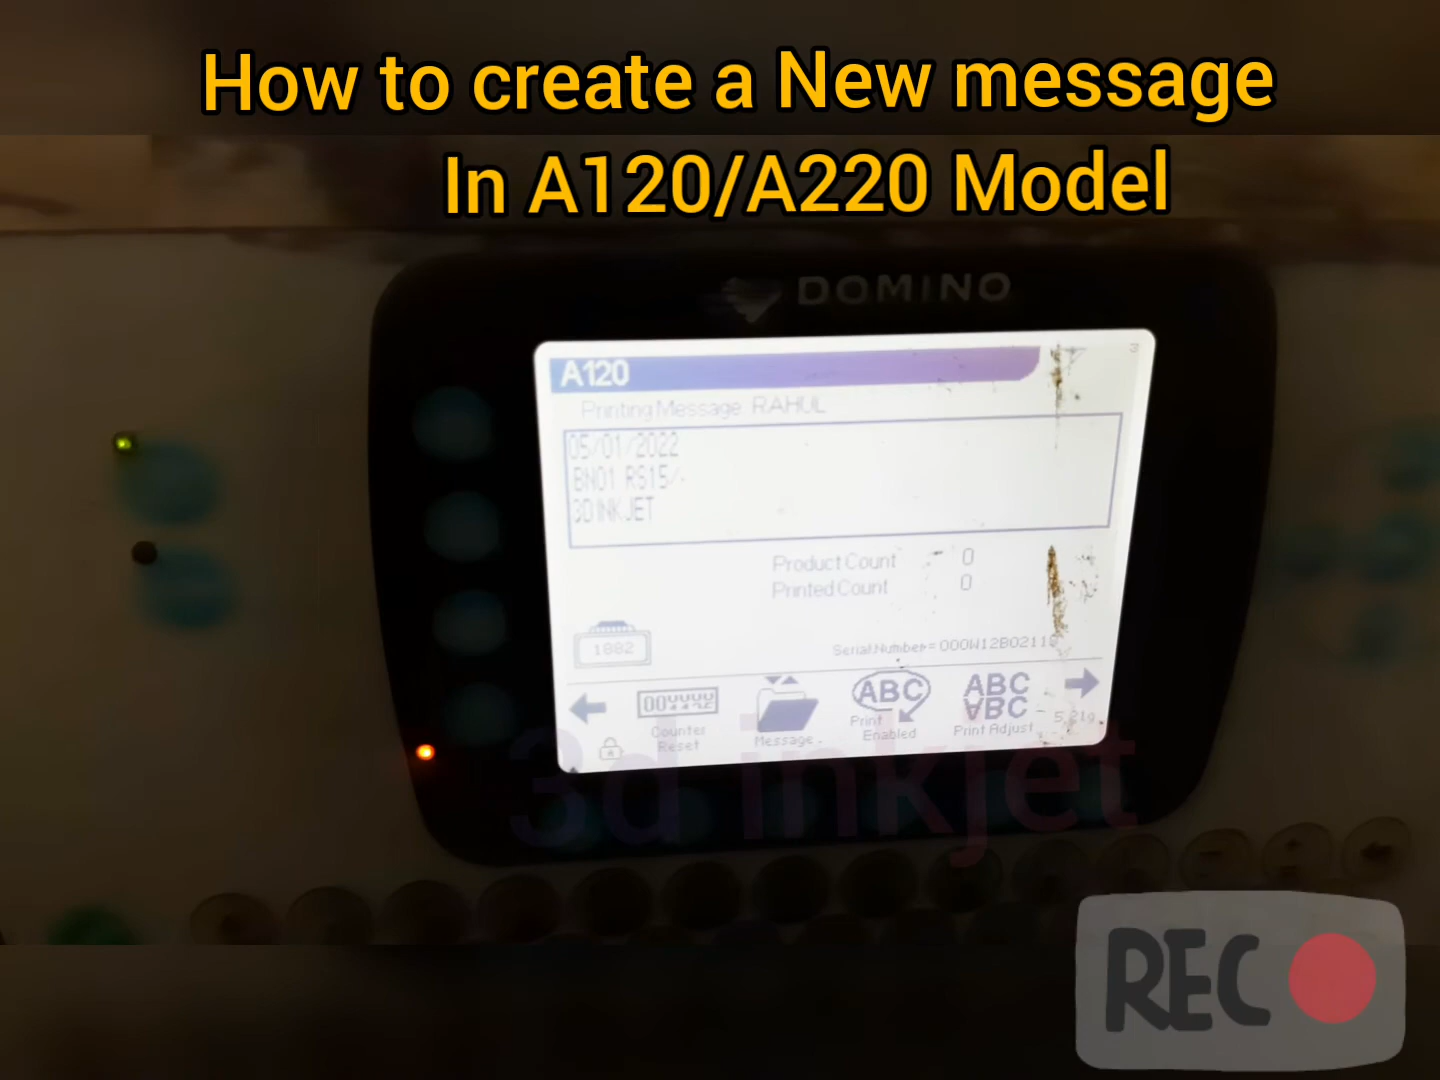 How to create a New message
In A120/A220 Model
DOMINO
A120
Printing Message RAHUL
05/01/2022
BN01 RS15/-
3D INKJET
Product Count 0
Printed Count 0
1882
Serial Number=
Counter Reset
Message
ABC
Print Enabled
ABC
Print Adjust
3d inkjet
REC